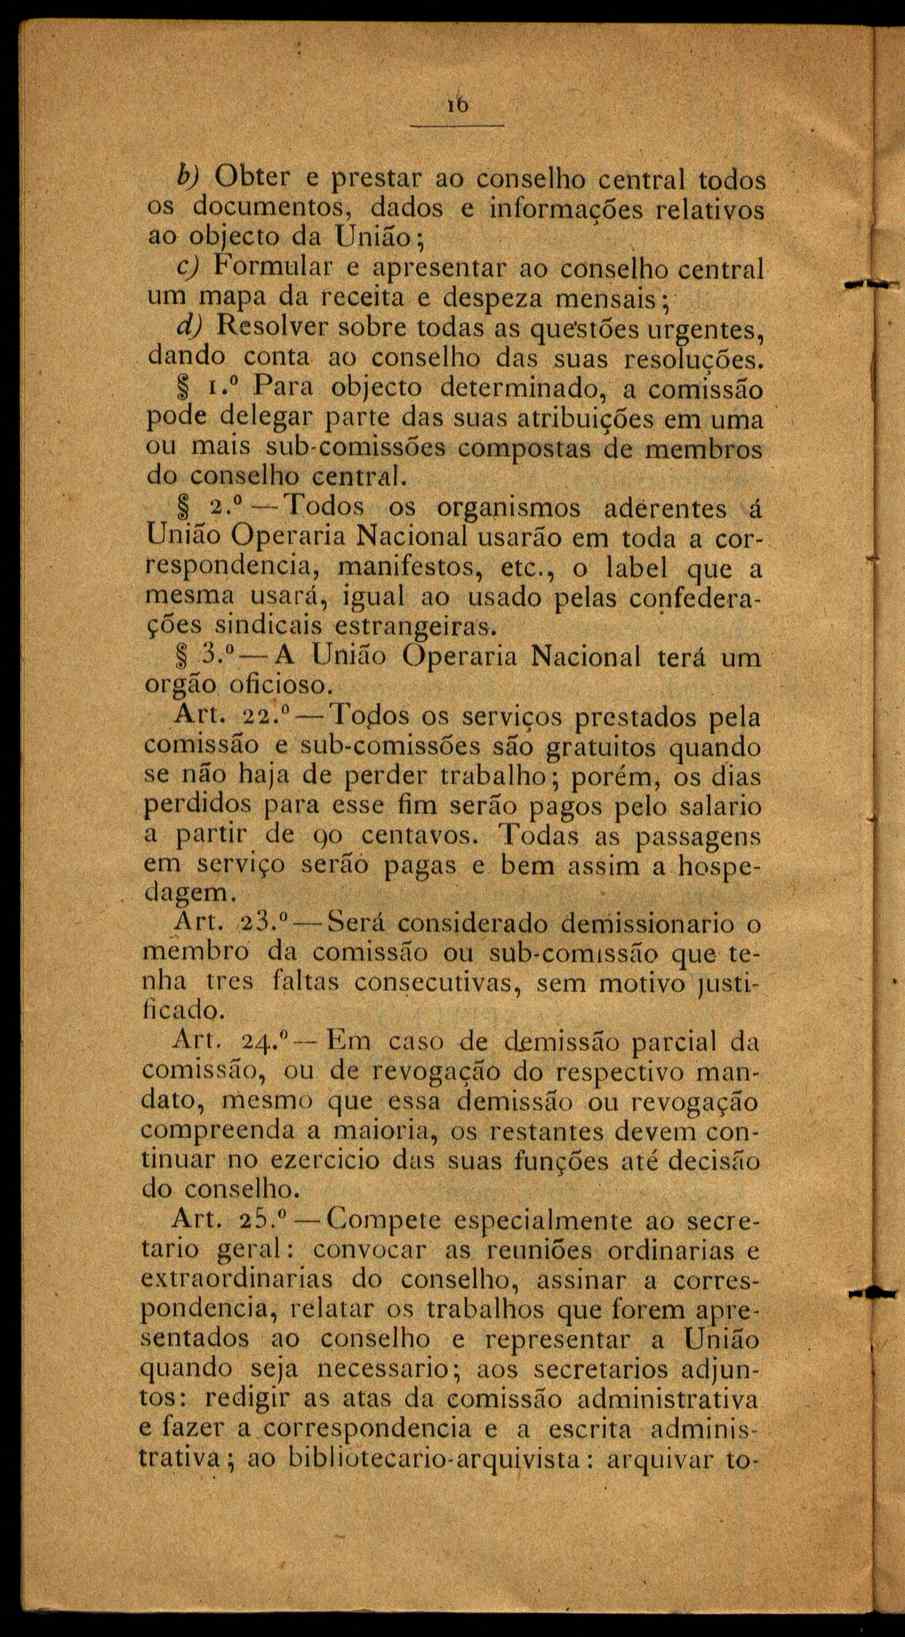 16
b) Obter e prestar ao conselho central todos
os documentos, dados e informações relativos
ao objecto da União;
c) Formular e apresentar ao conselho central
um mapa da receita e despeza mensais;
d) Resolver sobre todas as questões urgentes,
dando conta ao conselho das suas resoluções.
§ 1.º Para objecto determinado, a comissão
pode delegar parte das suas atribuições em uma
ou mais sub-comissões compostas de membros
do conselho central.
§ 2.º — Todos os organismos aderentes á
União Operaria Nacional usarão em toda a cor-
respondencia, manifestos, etc., o label que a
mesma usará, igual ao usado pelas confedera-
ções sindicais estrangeiras.
§ 3.º — A União Operaria Nacional terá um
orgão oficioso.
Art. 22.º — Todos os serviços prestados pela
comissão e sub-comissões são gratuitos quando
se não haja de perder trabalho; porém, os dias
perdidos para esse fim serão pagos pelo salario
a partir de 90 centavos. Todas as passagens
em serviço serão pagas e bem assim a hospe-
dagem.
Art. 23.º — Será considerado demissionario o
membro da comissão ou sub-comissão que te-
nha tres faltas consecutivas, sem motivo justi-
ficado.
Art. 24.º — Em caso de demissão parcial da
comissão, ou de revogação do respectivo man-
dato, mesmo que essa demissão ou revogação
compreenda a maioria, os restantes devem con-
tinuar no ezercicio das suas funções até decisão
do conselho.
Art. 25.º — Compete especialmente ao secre-
tario geral: convocar as reuniões ordinarias e
extraordinarias do conselho, assinar a corres-
pondencia, relatar os trabalhos que forem apre-
sentados ao conselho e representar a União
quando seja necessario; aos secretarios adjun-
tos: redigir as atas da comissão administrativa
e fazer a correspondencia e a escrita adminis-
trativa; ao bibliotecario-arquivista: arquivar to-